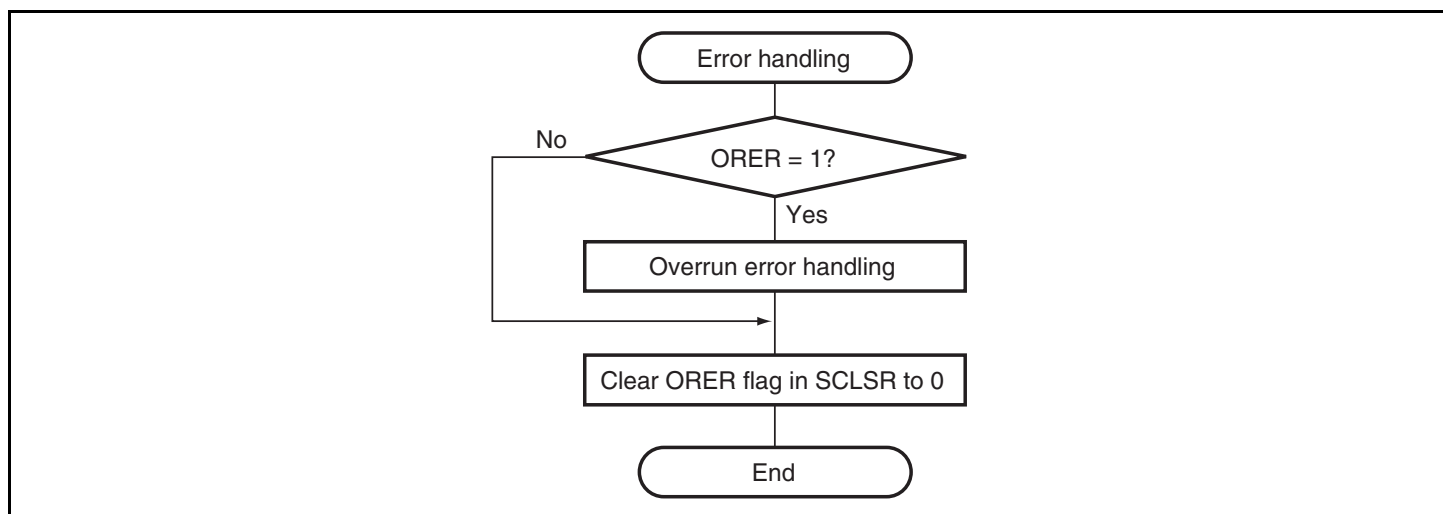 Error handling
No
ORER = 1?
Yes
Overrun error handling
Clear ORER flag in SCLSR to 0
End